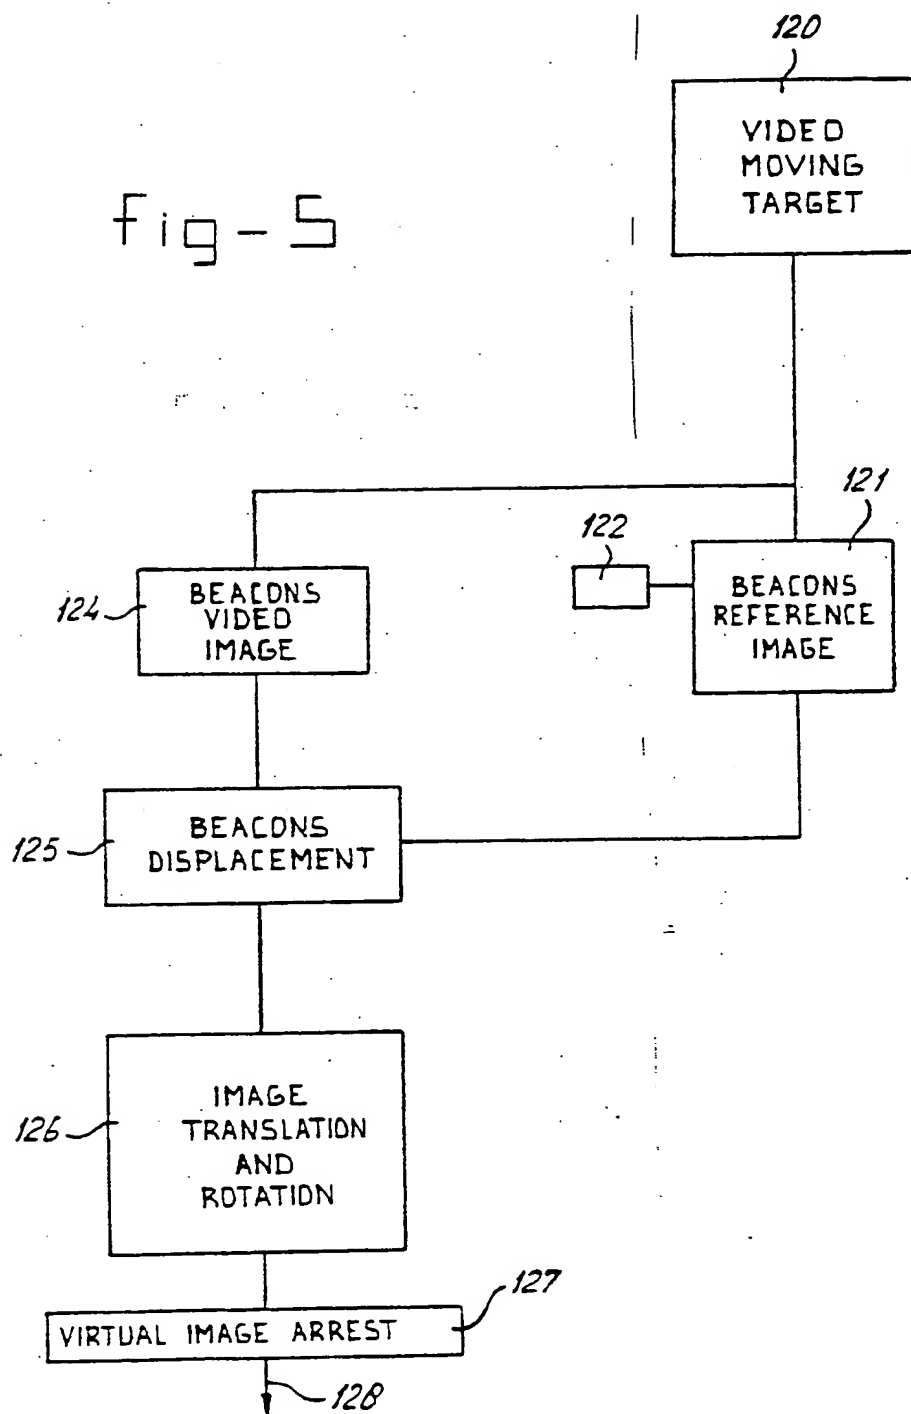 120
VIDEO
MOVING
TARGET
fig-5
121
122
BEACONS
REFERENCE
IMAGE
124
BEACONS
VIDEO
IMAGE
125
BEACONS
DISPLACEMENT
126
IMAGE
TRANSLATION
AND
ROTATION
127
VIRTUAL IMAGE ARREST
128